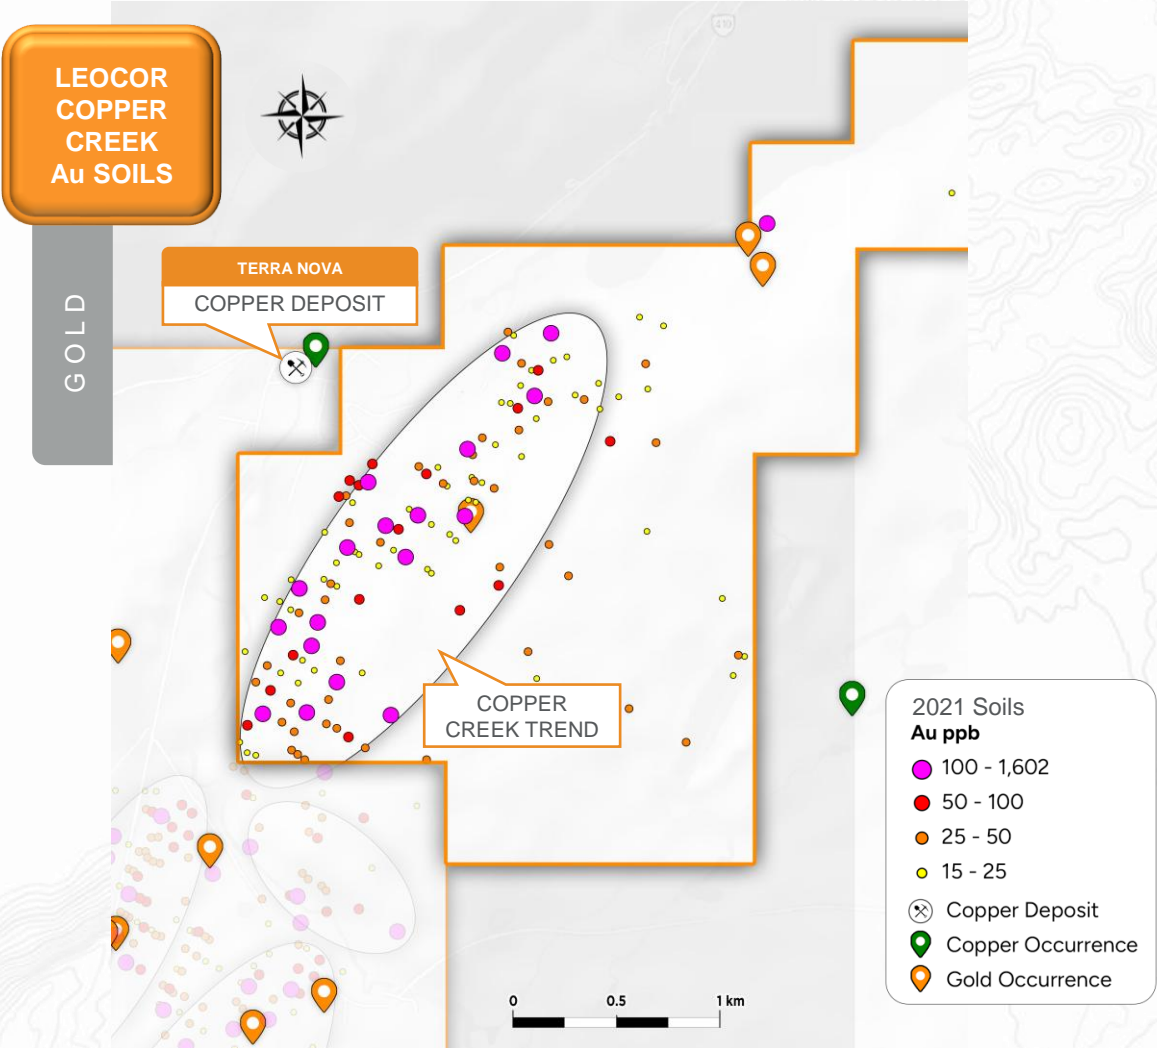 LEOCOR
COPPER
CREEK
Au SOILS
GOLD
410
TERRA NOVA
COPPER DEPOSIT
COPPER
CREEK TREND
2021 Soils
Au ppb
100 - 1,602
50 - 100
25 - 50
15 - 25
Copper Deposit
Copper Occurrence
Gold Occurrence
0 0.5 1 km